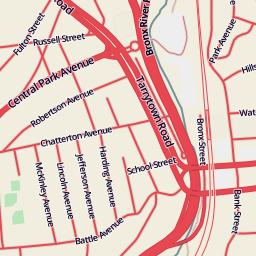 Road
Fulton Street
Russell Street
Bronx River
Park Avenue
Central Park Avenue
Hills
Tarrytown Road
Robertson Avenue
Wat
Chatterton Avenue
Bronx Street
School Street
McKinley Avenue
Lincoln Avenue
Jefferson Avenue
Harding Avenue
Bank Street
Battle Avenue